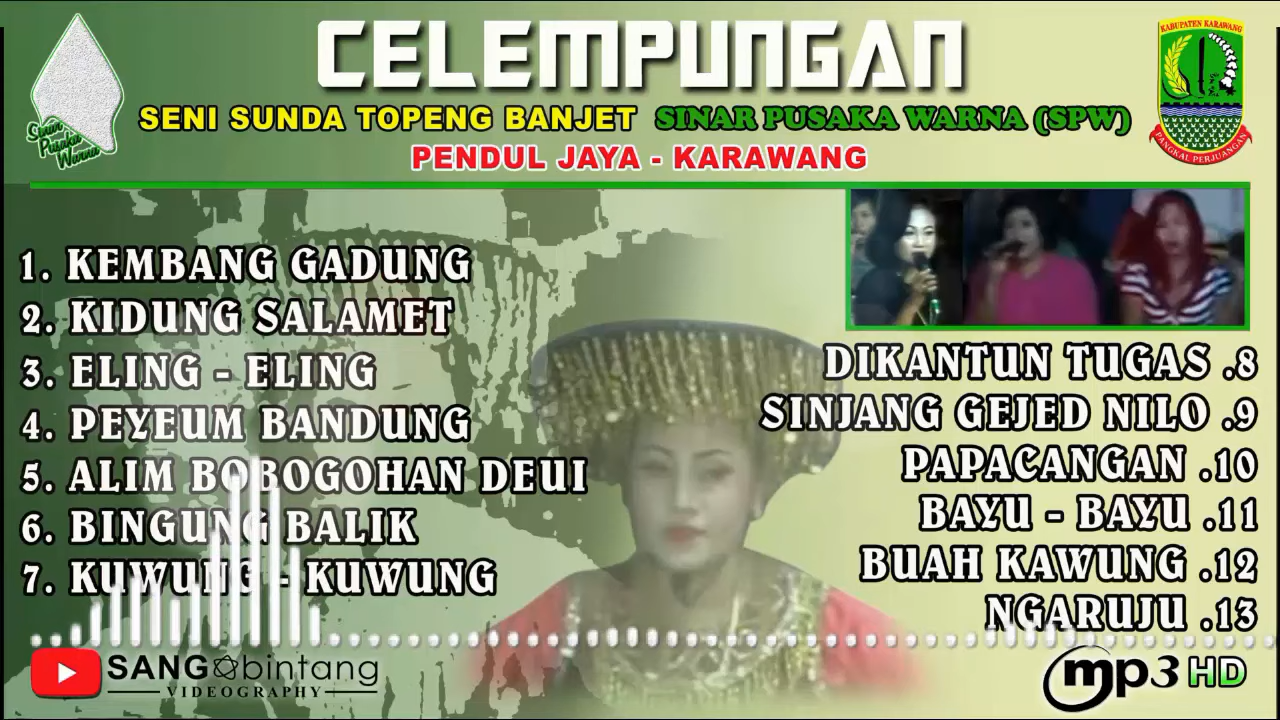 CELEMPUNGAN
SENI SUNDA TOPENG BANJET SINAR PUSAKA WARNA (SPW)
PENDUL JAYA - KARAWANG
Sinar
Pusaka
Warna
KABUPATEN KARAWANG
PANGKAL PERJUANGAN
1. KEMBANG GADUNG
2. KIDUNG SALAMET
3. ELING - ELING
4. PEYEUM BANDUNG
5. ALIM BOBOGOHAN DEUI
6. BINGUNG BALIK
7. KUWUNG - KUWUNG
DIKANTUN TUGAS .8
SINJANG GEJED NILO .9
PAPACANGAN .10
BAYU - BAYU .11
BUAH KAWUNG .12
NGARUJU .13
SANG bintang
VIDEOGRAPHY
mp3 HD